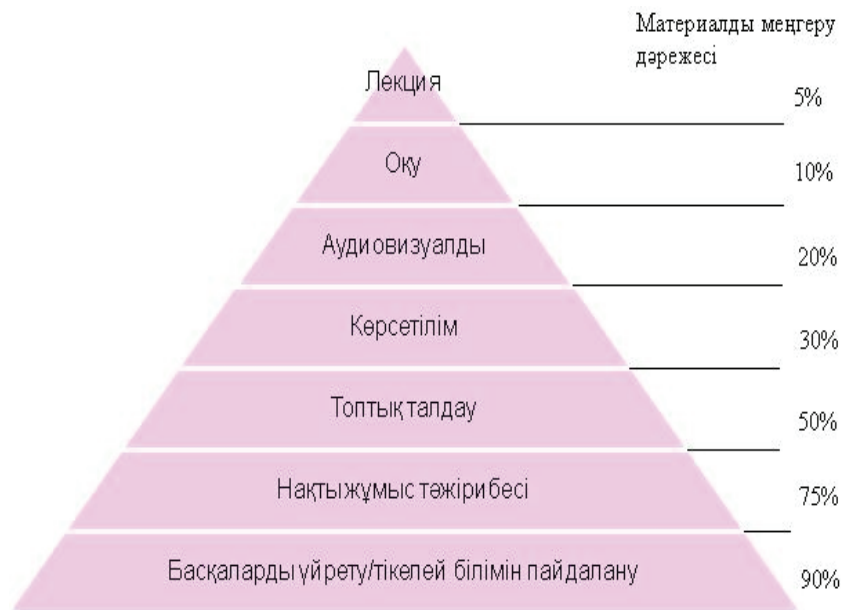 Материалды меңгеру
дәрежесі
Лекция
5%
Оқу
10%
Аудиовизуалды
20%
Көрсетілім
30%
Топтық талдау
50%
Нақты жұмыс тәжірибесі
75%
Басқаларды үйрету/тікелей білімін пайдалану
90%